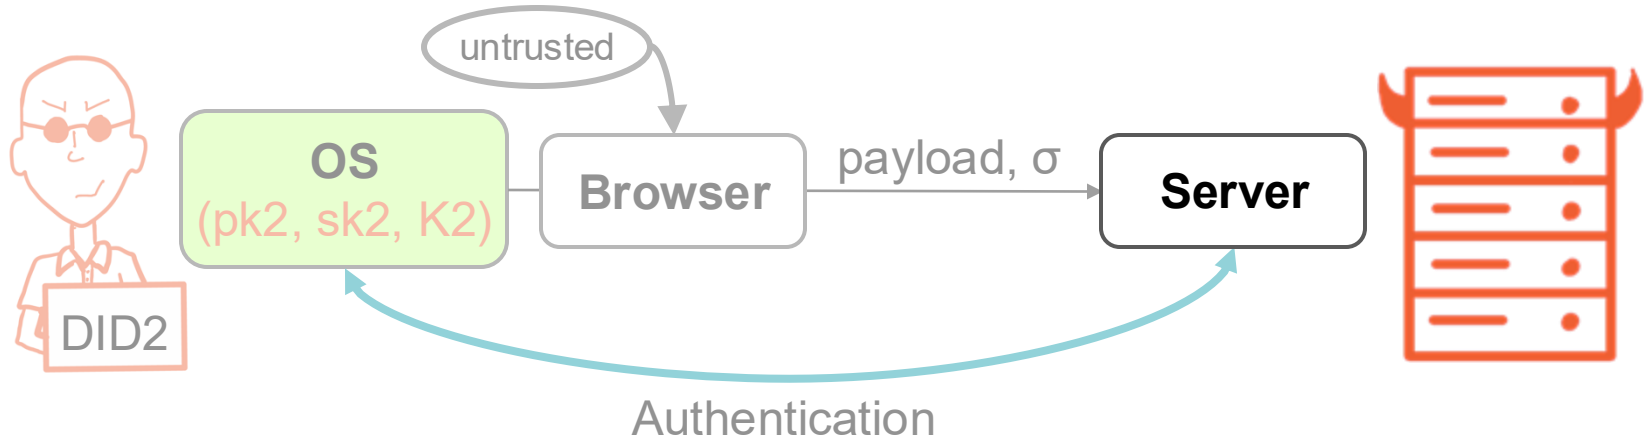 untrusted
OS
(pk2, sk2, K2)
Browser
payload, σ
Server
DID2
Authentication